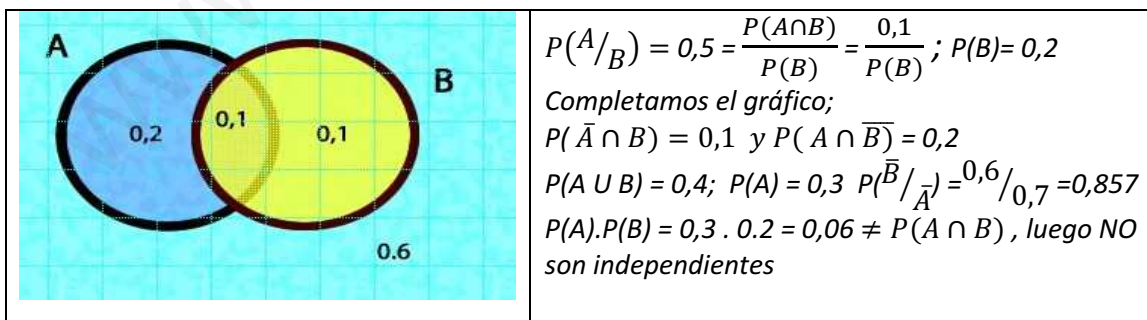 A
B
0,2
0,1
0,1
0.6
P(A/B) = 0,5 = P(A∩B)/P(B) = 0,1/P(B) ; P(B)= 0,2
Completamos el gráfico;
P( Ā ∩ B) = 0,1 y P( A ∩ B̅) = 0,2
P(A U B) = 0,4; P(A) = 0,3 P(B̅/Ā) = 0,6/0,7 =0,857
P(A).P(B) = 0,3 . 0.2 = 0,06 ≠ P(A ∩ B) , luego NO
son independientes